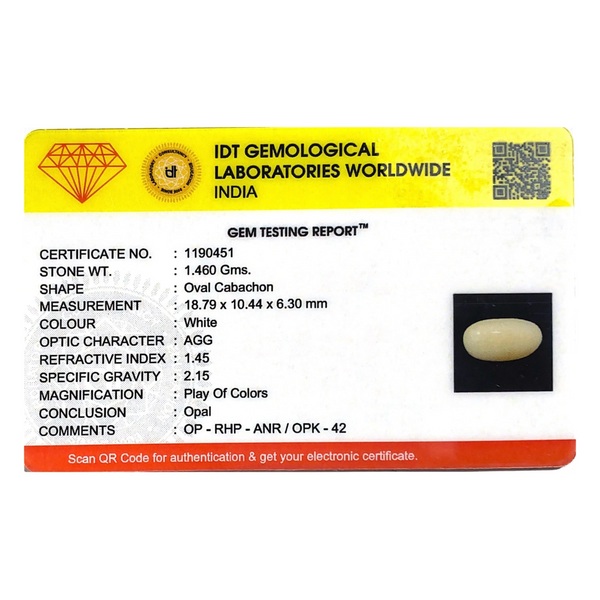 IDT GEMOLOGICAL
LABORATORIES WORLDWIDE
INDIA
GEM TESTING REPORT™
CERTIFICATE NO. : 1190451
STONE WT. : 1.460 Gms.
SHAPE : Oval Cabachon
MEASUREMENT : 18.79 x 10.44 x 6.30 mm
COLOUR : White
OPTIC CHARACTER : AGG
REFRACTIVE INDEX : 1.45
SPECIFIC GRAVITY : 2.15
MAGNIFICATION : Play Of Colors
CONCLUSION : Opal
COMMENTS : OP - RHP - ANR / OPK - 42
Scan QR Code for authentication & get your electronic certificate.